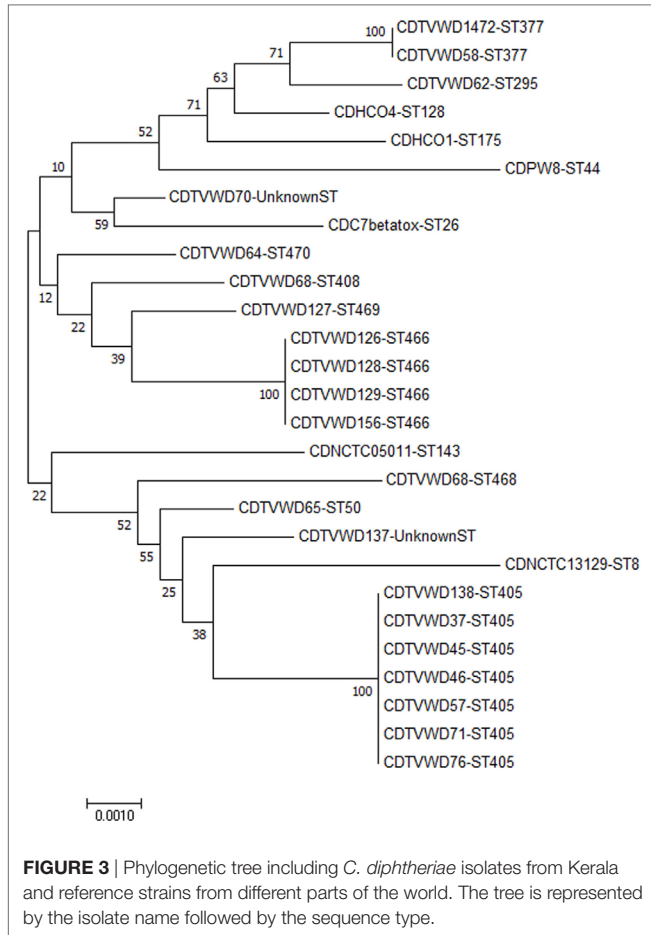 CDTVWD1472-ST377
100
CDTVWD58-ST377
71
CDTVWD62-ST295
63
CDHCO4-ST128
71
CDHCO1-ST175
52
CDPW8-ST44
10
CDTVWD70-UnknownST
59
CDC7betatox-ST26
CDTVWD64-ST470
12
CDTVWD68-ST408
22
CDTVWD127-ST469
39
CDTVWD126-ST466
CDTVWD128-ST466
100
CDTVWD129-ST466
CDTVWD156-ST466
CDNCTC05011-ST143
22
CDTVWD68-ST468
52
CDTVWD65-ST50
55
CDTVWD137-UnknownST
25
CDNCTC13129-ST8
CDTVWD138-ST405
38
CDTVWD37-ST405
CDTVWD45-ST405
CDTVWD46-ST405
100
CDTVWD57-ST405
CDTVWD71-ST405
CDTVWD76-ST405
0.0010
FIGURE 3 | Phylogenetic tree including C. diphtheriae isolates from Kerala
and reference strains from different parts of the world. The tree is represented
by the isolate name followed by the sequence type.